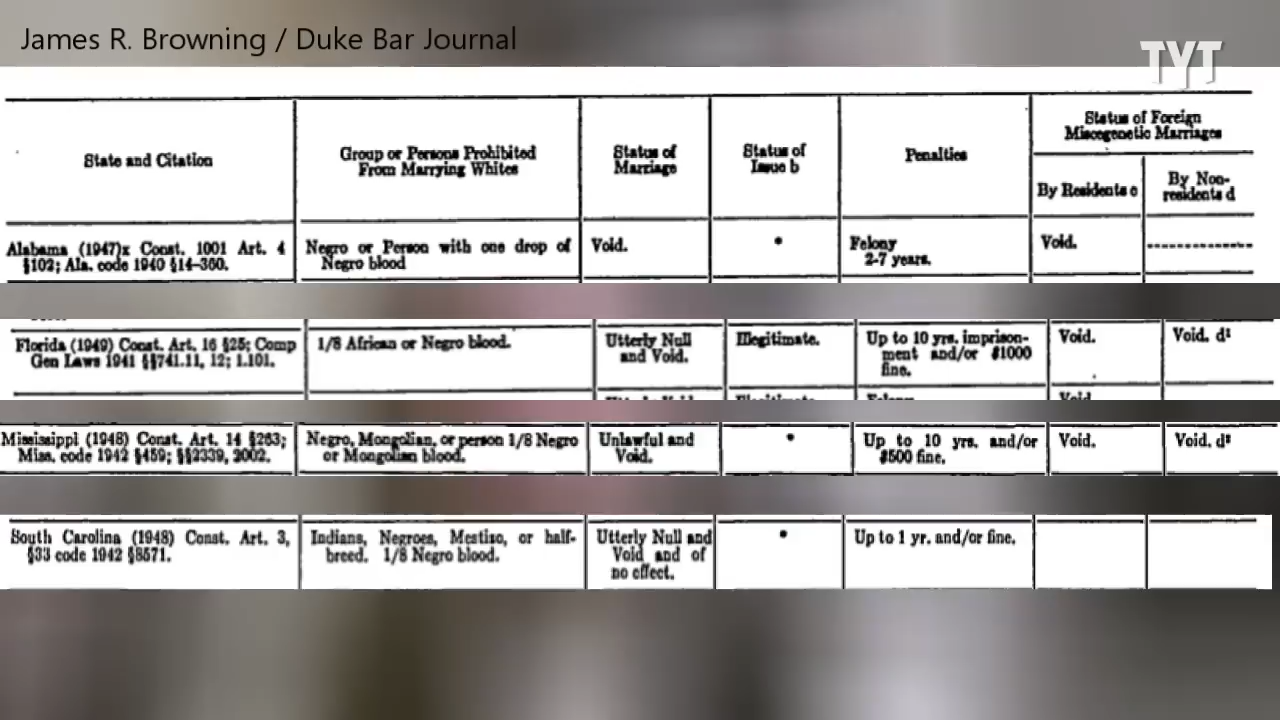 James R. Browning / Duke Bar Journal
TYT
State and Citation
Group or Persons Prohibited
From Marrying Whites
Status of
Marriage
Status of
Issue b
Penalties
Status of Foreign
Miscegenetic Marriages
By Residents c
By Non-
residents d
Alabama (1947)x Const. 1901 Art. 4
§102; Ala. code 1940 §14-360.
Negro or Person with one drop of
Negro blood
Void.
*
Felony
2-7 years.
Void.
Florida (1949) Const. Art. 16 §25; Comp
Gen Laws 1941 §§741.11, 12; 1.101.
1/8 African or Negro blood.
Utterly Null
and Void.
Illegitimate.
Up to 10 yrs. imprison-
ment and/or $1000
fine.
Void.
Void. d¹
Mississippi (1948) Const. Art. 14 §263;
Miss. code 1942 §459; §§2339, 2002.
Negro, Mongolian, or person 1/8 Negro
or Mongolian blood.
Unlawful and
Void.
*
Up to 10 yrs. and/or
$500 fine.
Void.
Void. d²
South Carolina (1948) Const. Art. 3,
§33 code 1942 §8571.
Indians, Negroes, Mestizo, or half-
breed. 1/8 Negro blood.
Utterly Null and
Void and of
no effect.
*
Up to 1 yr. and/or fine.